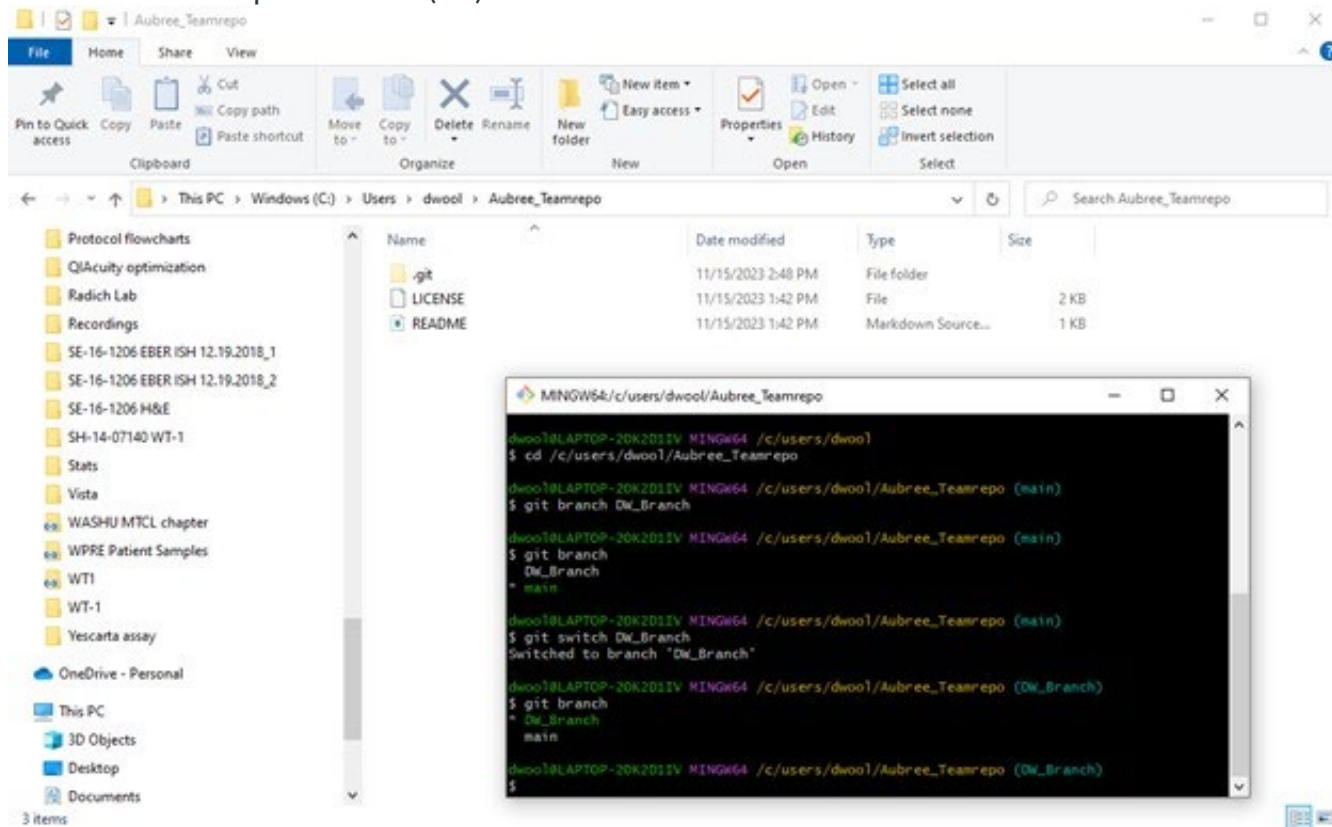 Aubree_Teamrepo
File Home Share View
Pin to Quick access
Copy
Paste
Cut
Copy path
Paste shortcut
Clipboard
Move to
Copy to
Delete
Rename
Organize
New folder
New item
Easy access
New
Properties
Open
Edit
History
Open
Select all
Select none
Invert selection
Select
This PC > Windows (C:) > Users > dwool > Aubree_Teamrepo
Search Aubree_Teamrepo
Protocol flowcharts
QIAcuity optimization
Radich Lab
Recordings
SE-16-1206 EBER ISH 12.19.2018_1
SE-16-1206 EBER ISH 12.19.2018_2
SE-16-1206 H&E
SH-14-07140 WT-1
Stats
Vista
WASHU MTCL chapter
WPRE Patient Samples
WT1
WT-1
Yescarta assay
OneDrive - Personal
This PC
3D Objects
Desktop
Documents
3 items
Name Date modified Type Size
.git 11/15/2023 2:48 PM File folder
LICENSE 11/15/2023 1:42 PM File 2 KB
README 11/15/2023 1:42 PM Markdown Source... 1 KB
MINGW64:/c/users/dwool/Aubree_Teamrepo
dwool@LAPTOP-20K2D1IV MINGW64 /c/users/dwool
$ cd /c/users/dwool/Aubree_Teamrepo
dwool@LAPTOP-20K2D1IV MINGW64 /c/users/dwool/Aubree_Teamrepo (main)
$ git branch DW_Branch
dwool@LAPTOP-20K2D1IV MINGW64 /c/users/dwool/Aubree_Teamrepo (main)
$ git branch
DW_Branch
* main
dwool@LAPTOP-20K2D1IV MINGW64 /c/users/dwool/Aubree_Teamrepo (main)
$ git switch DW_Branch
Switched to branch 'DW_Branch'
dwool@LAPTOP-20K2D1IV MINGW64 /c/users/dwool/Aubree_Teamrepo (DW_Branch)
$ git branch
* DW_Branch
main
dwool@LAPTOP-20K2D1IV MINGW64 /c/users/dwool/Aubree_Teamrepo (DW_Branch)
$